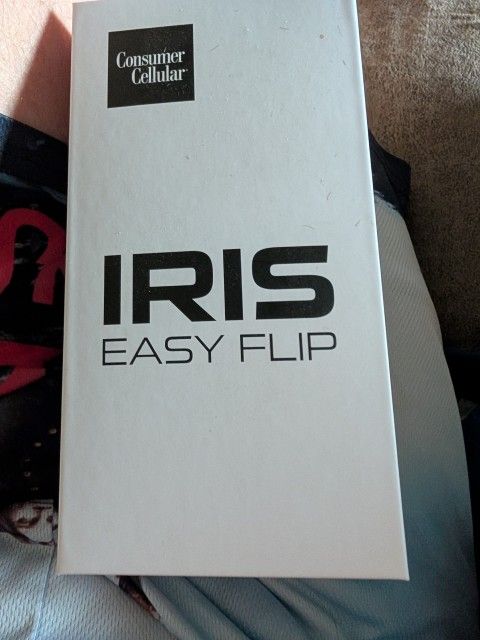 Consumer
Cellular
IRIS
EASY FLIP